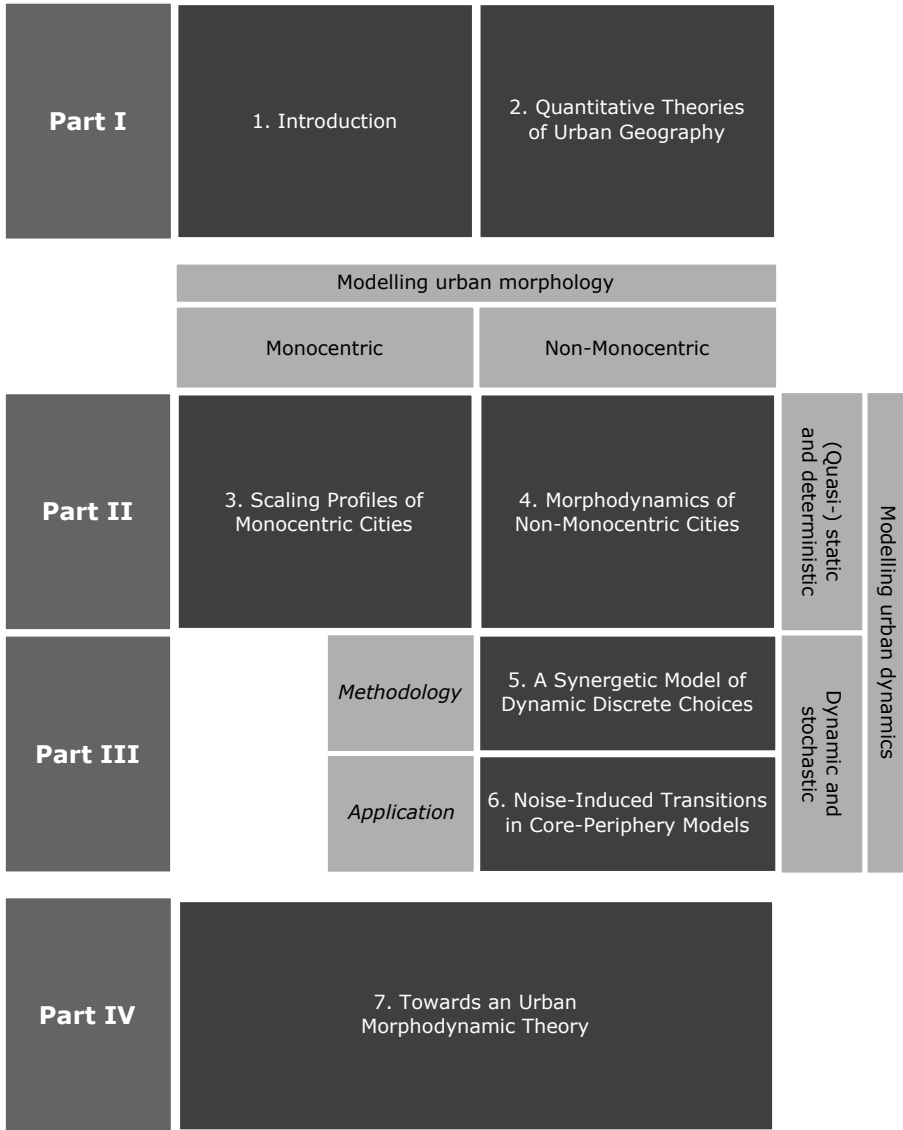 Part I
1. Introduction
2. Quantitative Theories
of Urban Geography
Modelling urban morphology
Monocentric
Non-Monocentric
Part II
3. Scaling Profiles of
Monocentric Cities
4. Morphodynamics of
Non-Monocentric Cities
(Quasi-) static
and deterministic
Modelling urban dynamics
Part III
Methodology
5. A Synergetic Model of
Dynamic Discrete Choices
Dynamic and
stochastic
Application
6. Noise-Induced Transitions
in Core-Periphery Models
Part IV
7. Towards an Urban
Morphodynamic Theory